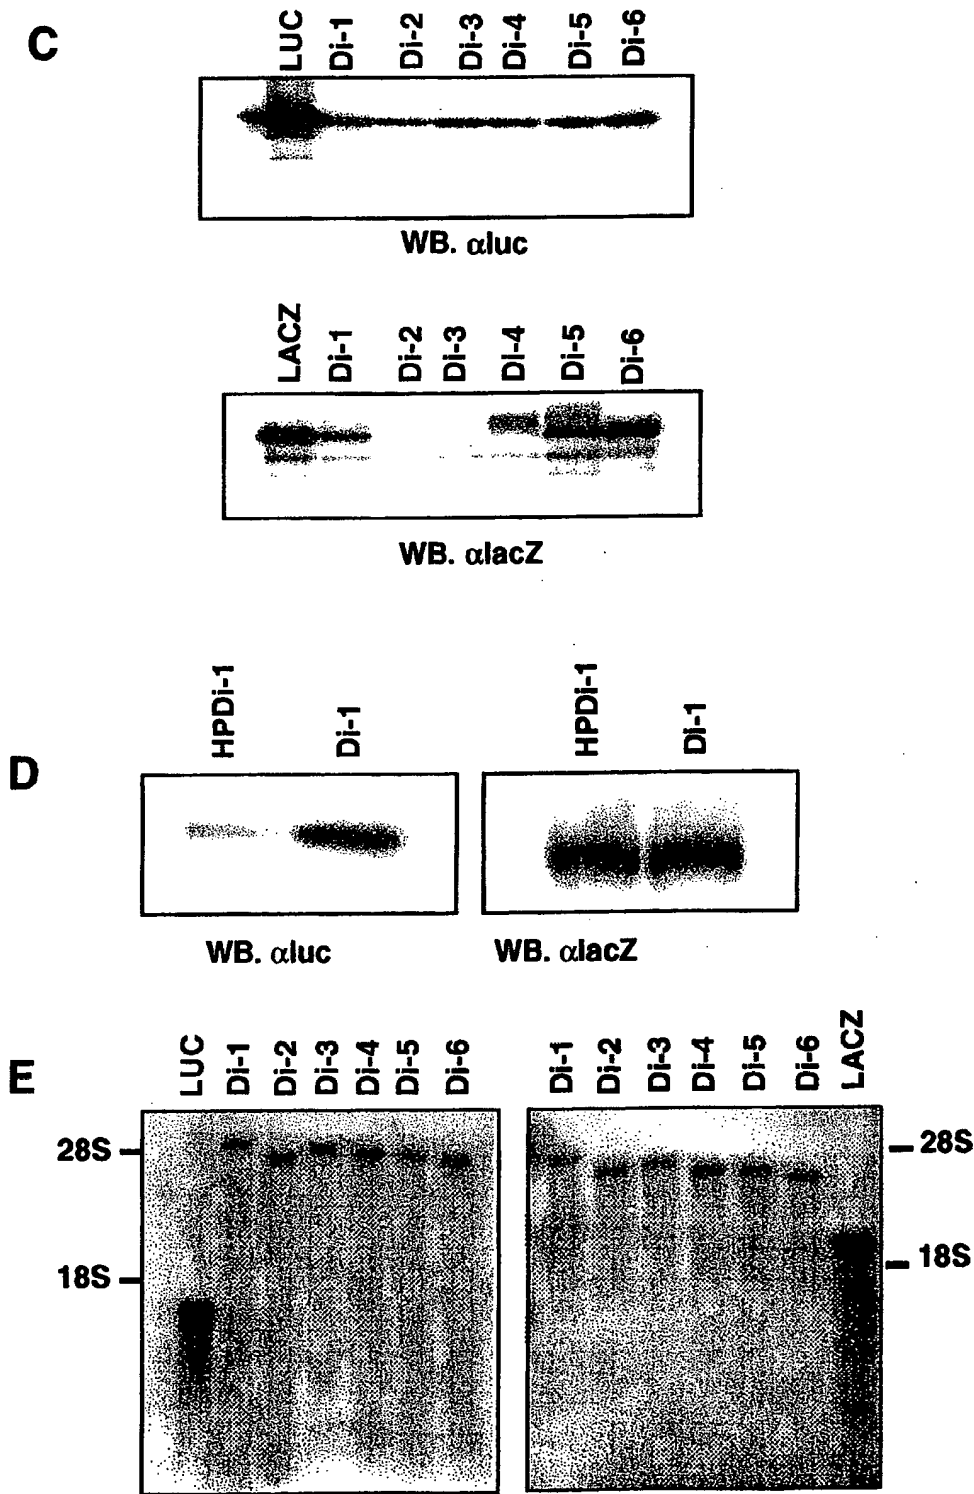 C
LUC Di-1 Di-2 Di-3 Di-4 Di-5 Di-6
WB. αluc
LACZ Di-1 Di-2 Di-3 Di-4 Di-5 Di-6
WB. αlacZ
D
HPDi-1 Di-1
HPDi-1 Di-1
WB. αluc
WB. αlacZ
E
LUC Di-1 Di-2 Di-3 Di-4 Di-5 Di-6
Di-1 Di-2 Di-3 Di-4 Di-5 Di-6 LACZ
28S
18S
28S
18S